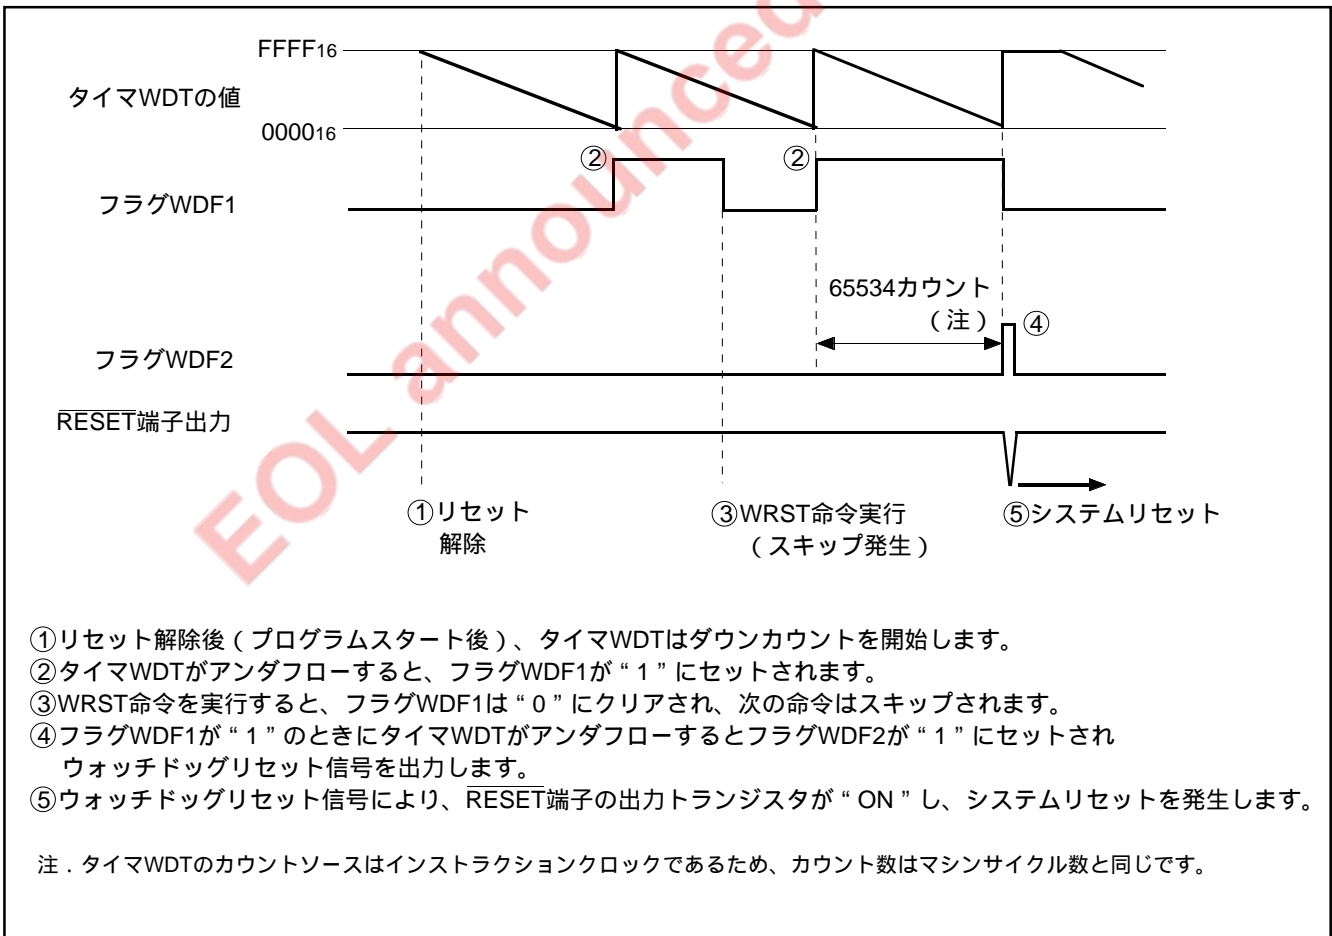 FFFF16
タイマWDTの値
000016
② ②
フラグWDF1
65534カウント
（注） ④
フラグWDF2
RESET端子出力
①リセット ③WRST命令実行 ⑤システムリセット
解除 （スキップ発生）
①リセット解除後（プログラムスタート後）、タイマWDTはダウンカウントを開始します。
②タイマWDTがアンダフローすると、フラグWDF1が“1”にセットされます。
③WRST命令を実行すると、フラグWDF1は“0”にクリアされ、次の命令はスキップされます。
④フラグWDF1が“1”のときにタイマWDTがアンダフローするとフラグWDF2が“1”にセットされ
ウォッチドッグリセット信号を出力します。
⑤ウォッチドッグリセット信号により、RESET端子の出力トランジスタが“ON”し、システムリセットを発生します。
注．タイマWDTのカウントソースはインストラクションクロックであるため、カウント数はマシンサイクル数と同じです。
EOL announced